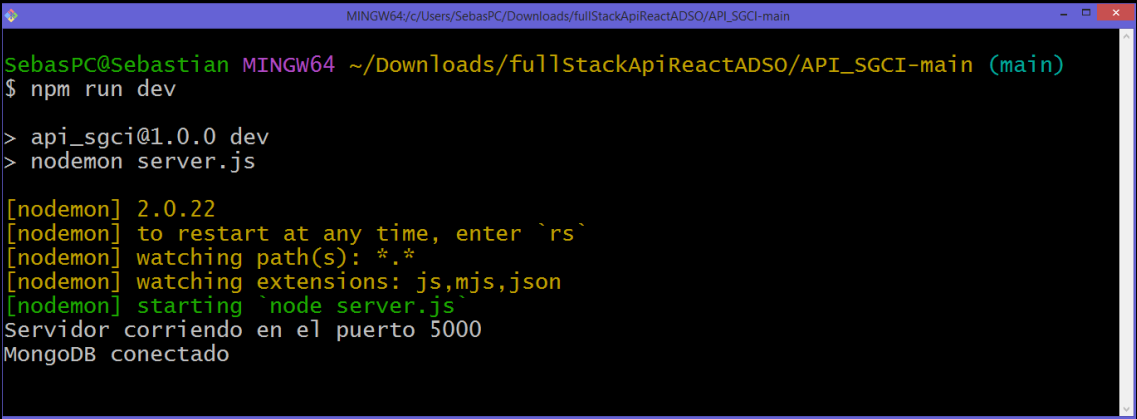 MINGW64:/c/Users/SebasPC/Downloads/fullStackApiReactADSO/API_SGCI-main
SebasPC@Sebastian MINGW64 ~/Downloads/fullStackApiReactADSO/API_SGCI-main (main)
$ npm run dev
> api_sgci@1.0.0 dev
> nodemon server.js
[nodemon] 2.0.22
[nodemon] to restart at any time, enter `rs`
[nodemon] watching path(s): *.*
[nodemon] watching extensions: js,mjs,json
[nodemon] starting `node server.js`
Servidor corriendo en el puerto 5000
MongoDB conectado